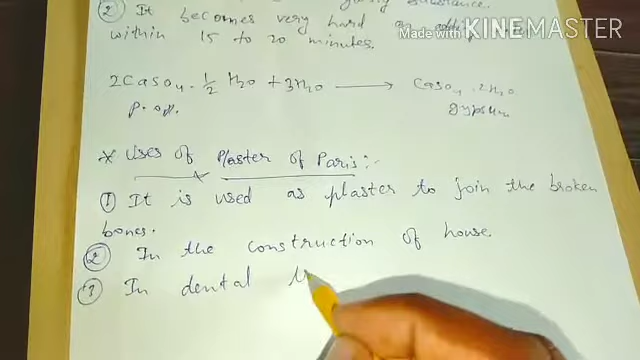 ② It becomes very hard on adding
within 15 to 20 minutes.
Made with KINEMASTER
2CaSO4 . 1/2 H2O + 3H2O → CaSO4 . 2H2O
gypsum
* Uses of Plaster of Paris:-
① It is used as plaster to join the broken
bones.
② In the construction of house
③ In dental